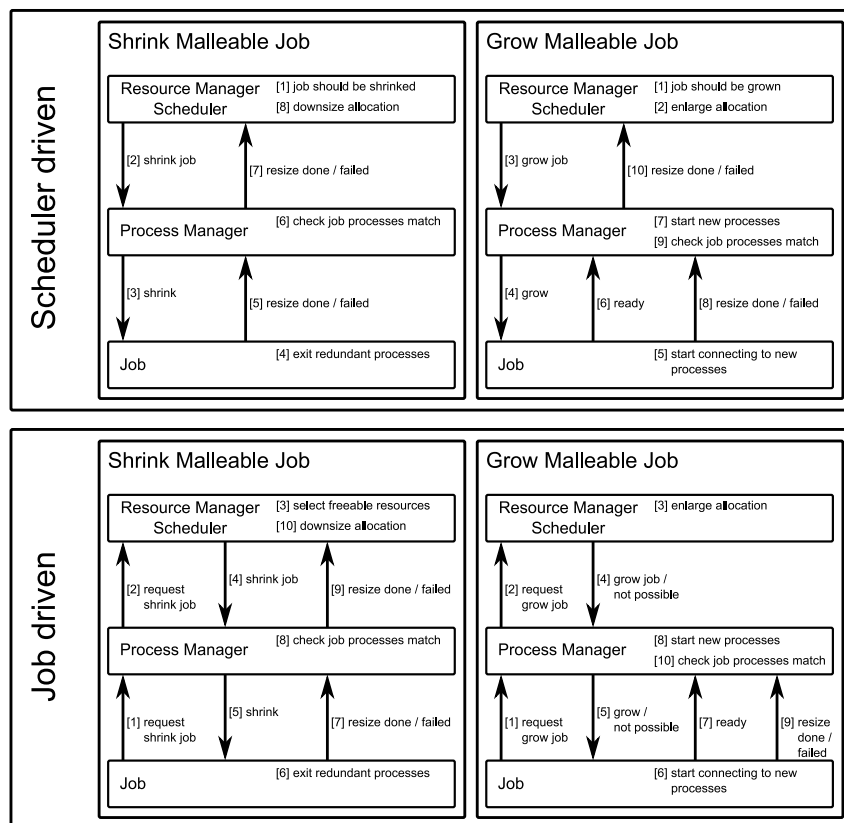 Scheduler driven
Shrink Malleable Job
Resource Manager
Scheduler
[1] job should be shrinked
[8] downsize allocation
[2] shrink job
[7] resize done / failed
Process Manager
[6] check job processes match
[3] shrink
[5] resize done / failed
Job
[4] exit redundant processes
Grow Malleable Job
Resource Manager
Scheduler
[1] job should be grown
[2] enlarge allocation
[3] grow job
[10] resize done / failed
Process Manager
[7] start new processes
[9] check job processes match
[4] grow
[6] ready
[8] resize done / failed
Job
[5] start connecting to new
processes
Job driven
Shrink Malleable Job
Resource Manager
Scheduler
[3] select freeable resources
[10] downsize allocation
[2] request
shrink job
[4] shrink job
[9] resize done / failed
Process Manager
[8] check job processes match
[1] request
shrink job
[5] shrink
[7] resize done / failed
Job
[6] exit redundant processes
Grow Malleable Job
Resource Manager
Scheduler
[3] enlarge allocation
[2] request
grow job
[4] grow job /
not possible
Process Manager
[8] start new processes
[10] check job processes match
[1] request
grow job
[5] grow /
not possible
[7] ready
[9] resize
done /
failed
Job
[6] start connecting to new
processes